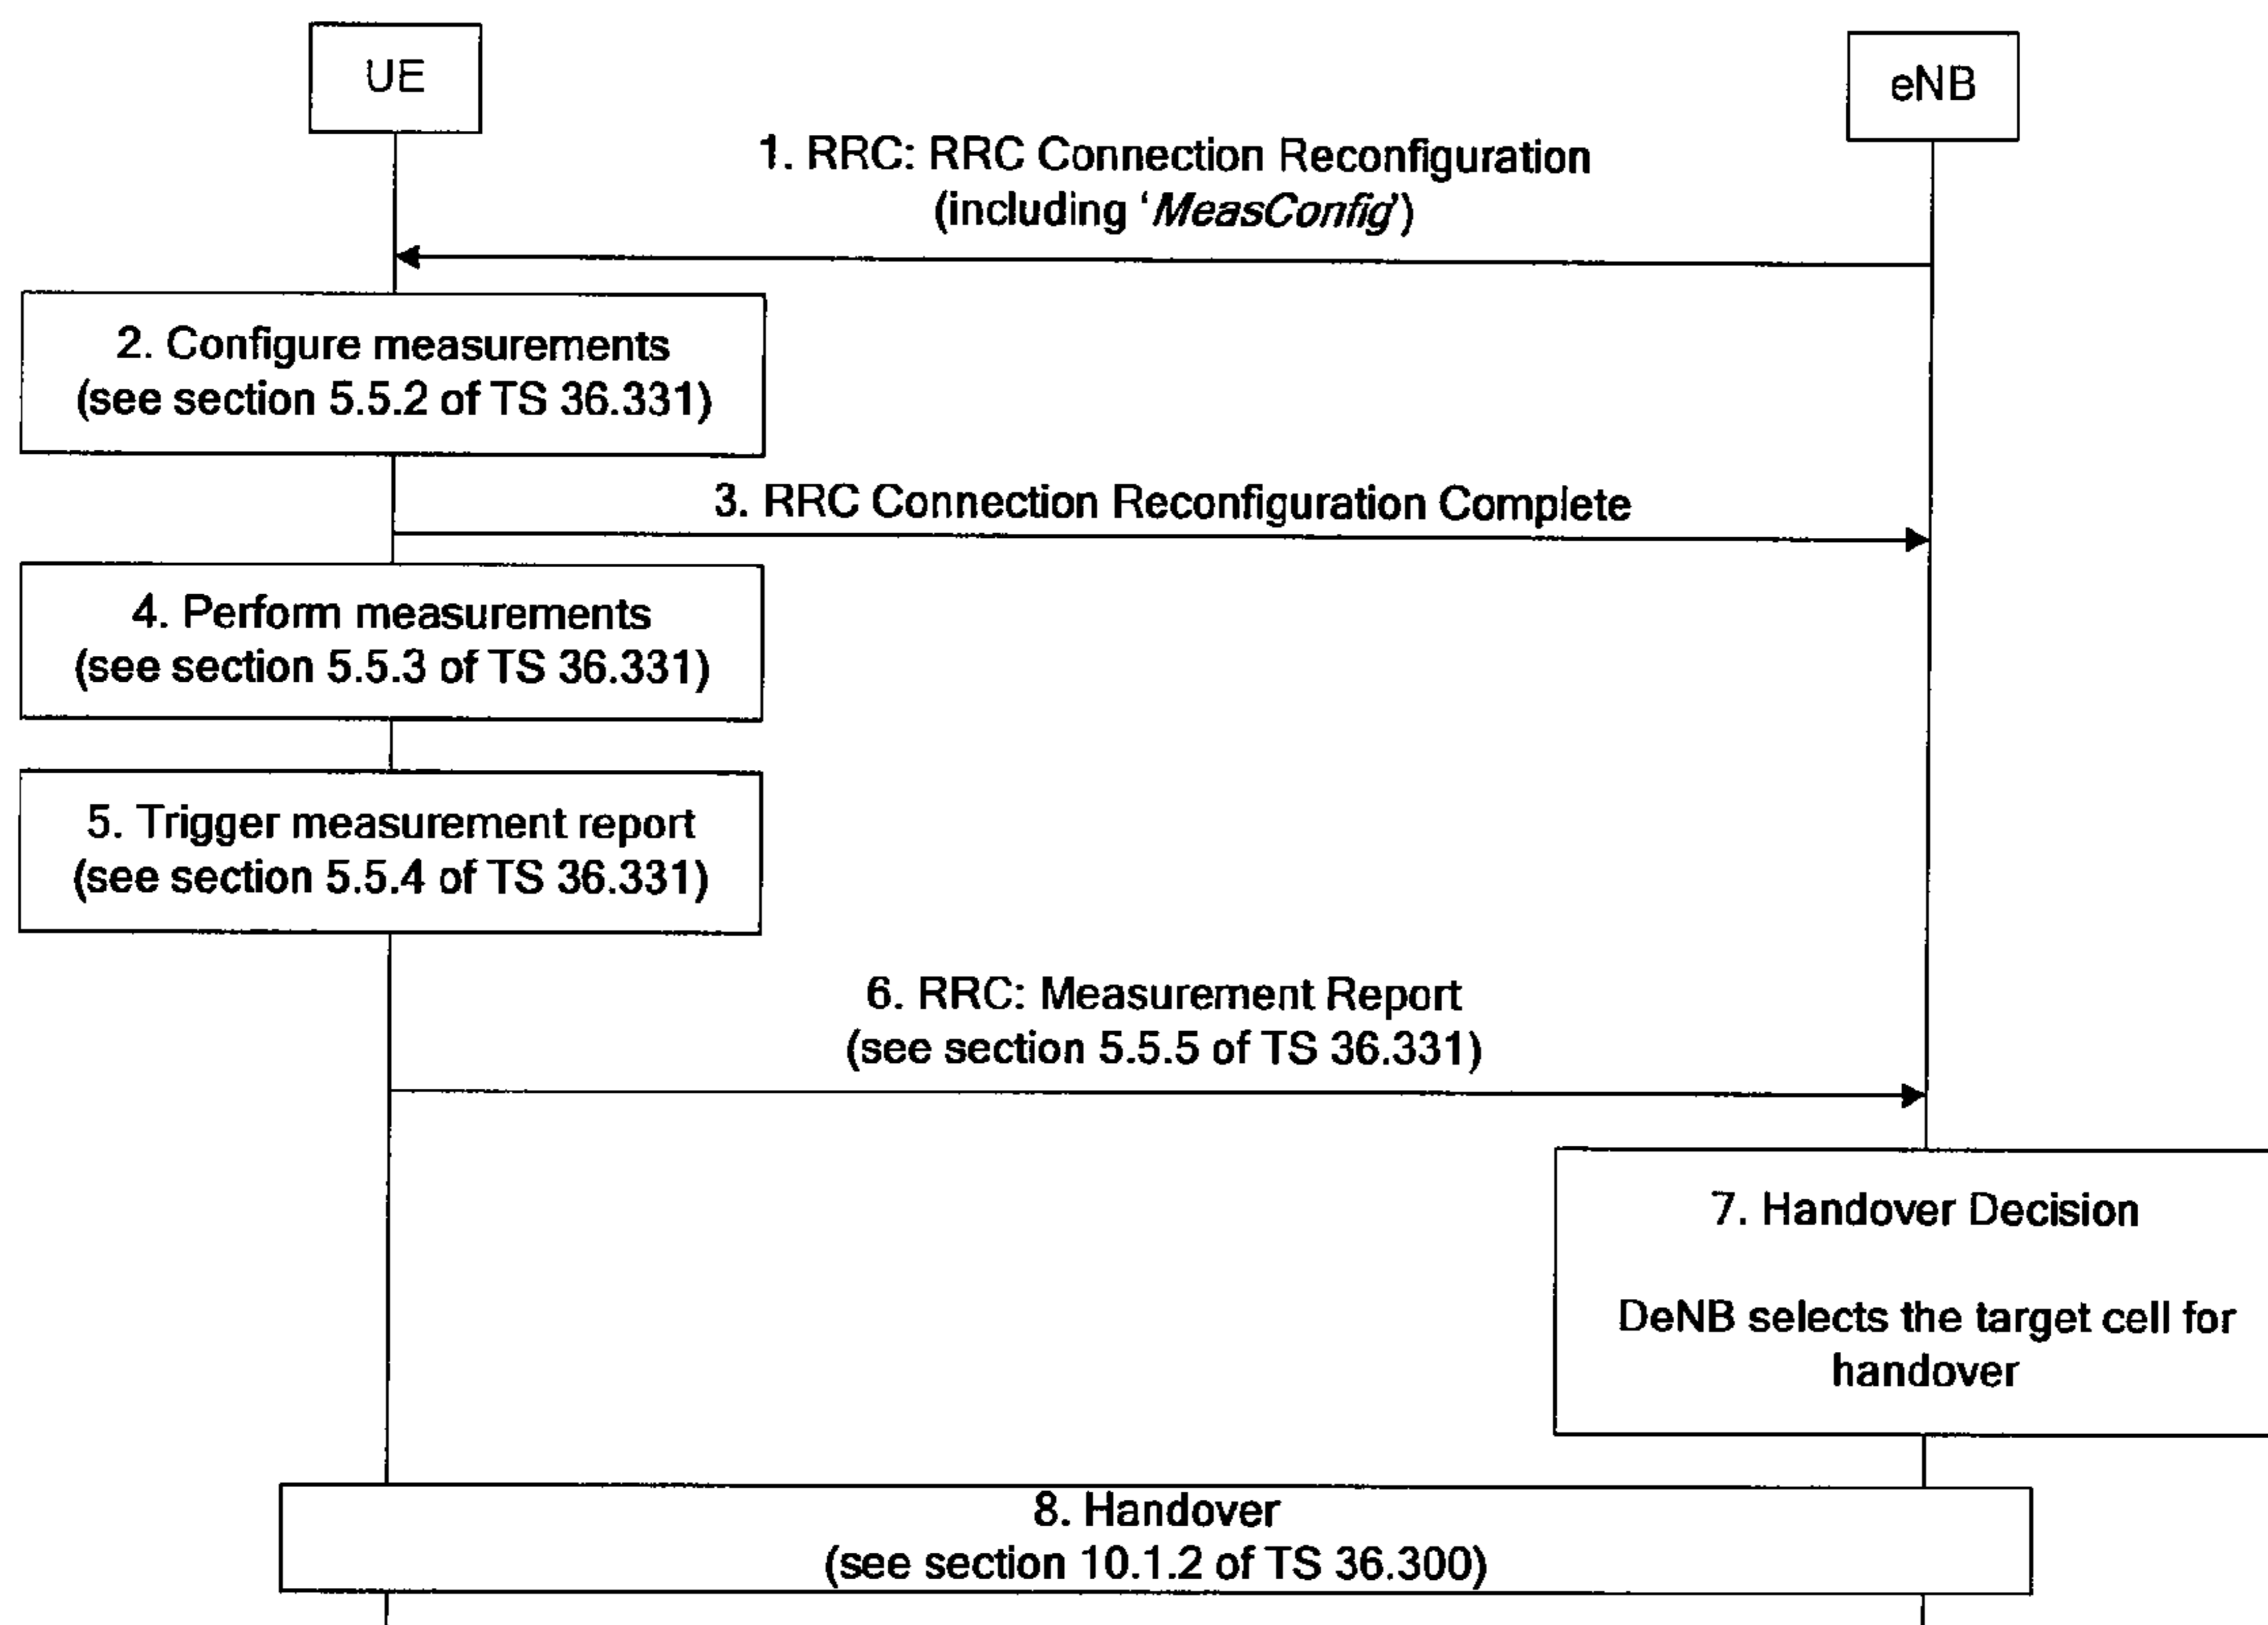 UE
eNB
1. RRC: RRC Connection Reconfiguration
(including 'MeasConfig')
2. Configure measurements
(see section 5.5.2 of TS 36.331)
3. RRC Connection Reconfiguration Complete
4. Perform measurements
(see section 5.5.3 of TS 36.331)
5. Trigger measurement report
(see section 5.5.4 of TS 36.331)
6. RRC: Measurement Report
(see section 5.5.5 of TS 36.331)
7. Handover Decision
DeNB selects the target cell for
handover
8. Handover
(see section 10.1.2 of TS 36.300)